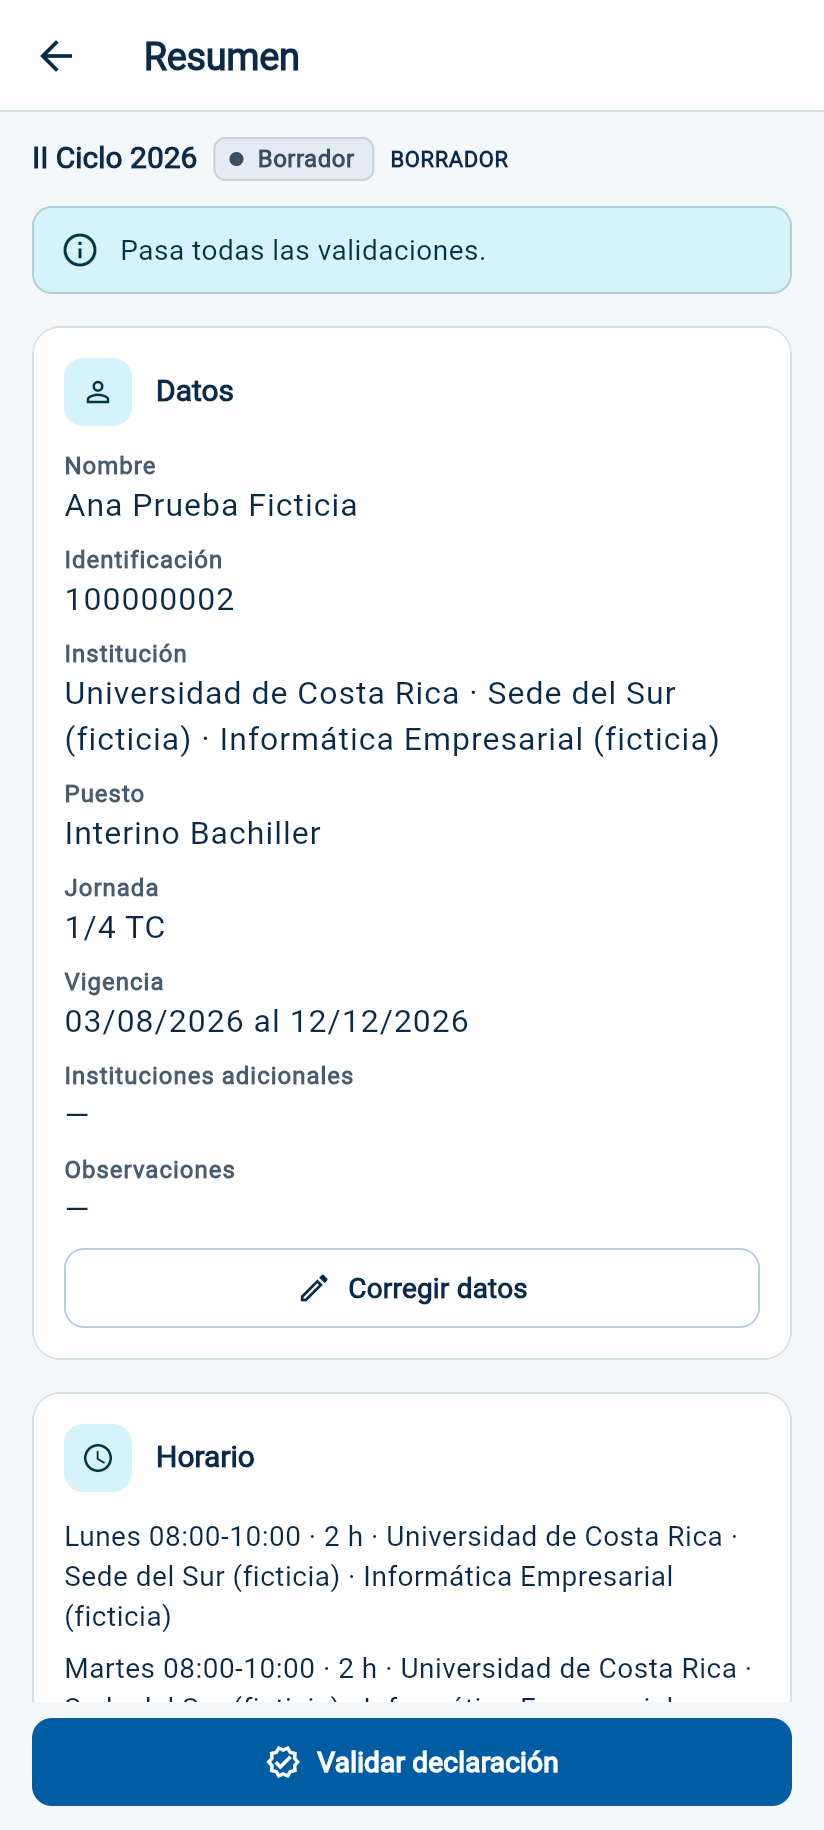 Resumen
II Ciclo 2026 Borrador BORRADOR
Pasa todas las validaciones.
Datos
Nombre
Ana Prueba Ficticia
Identificación
100000002
Institución
Universidad de Costa Rica · Sede del Sur
(ficticia) · Informática Empresarial (ficticia)
Puesto
Interino Bachiller
Jornada
1/4 TC
Vigencia
03/08/2026 al 12/12/2026
Instituciones adicionales
—
Observaciones
—
Corregir datos
Horario
Lunes 08:00-10:00 · 2 h · Universidad de Costa Rica ·
Sede del Sur (ficticia) · Informática Empresarial
(ficticia)
Martes 08:00-10:00 · 2 h · Universidad de Costa Rica ·
Validar declaración